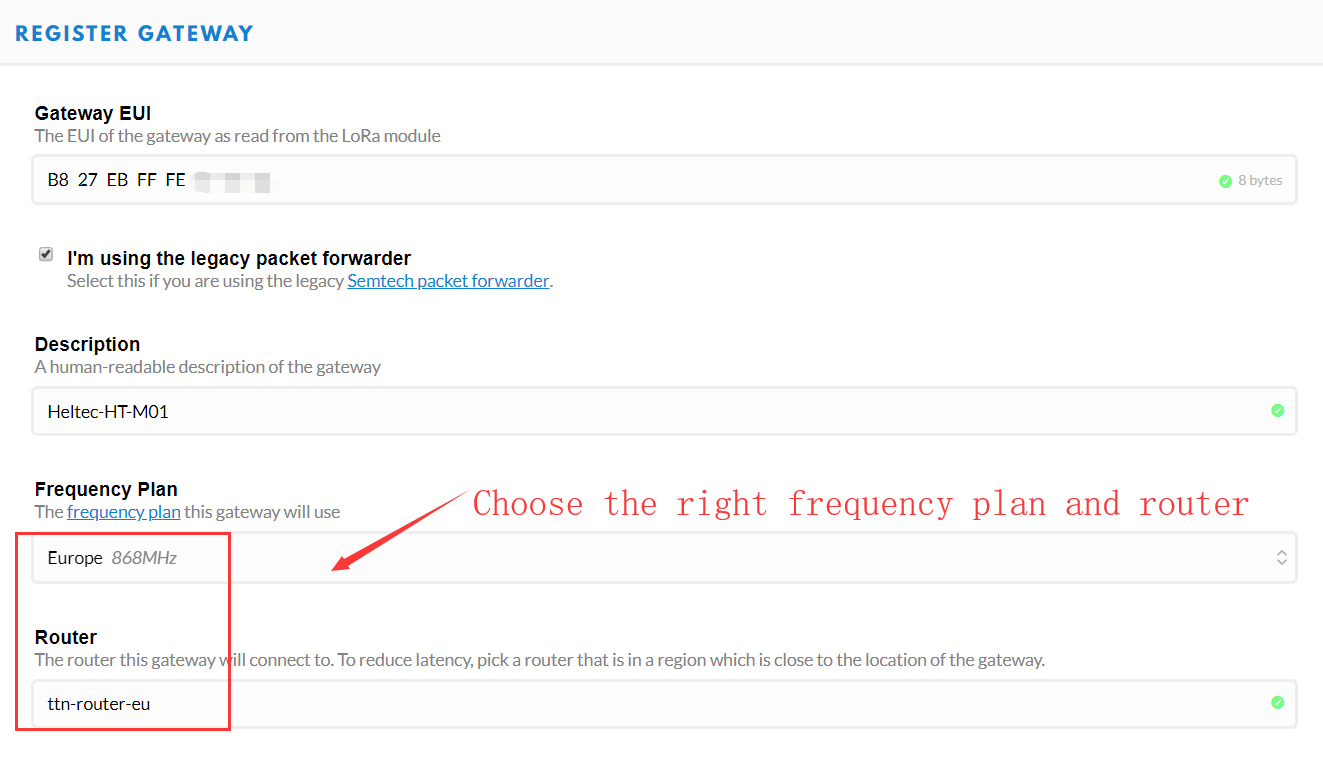 REGISTER GATEWAY
Gateway EUI
The EUI of the gateway as read from the LoRa module
B8 27 EB FF FE
8 bytes
I'm using the legacy packet forwarder
Select this if you are using the legacy Semtech packet forwarder.
Description
A human-readable description of the gateway
Heltec-HT-M01
Frequency Plan
The frequency plan this gateway will use
Choose the right frequency plan and router
Europe 868MHz
Router
The router this gateway will connect to. To reduce latency, pick a router that is in a region which is close to the location of the gateway.
ttn-router-eu